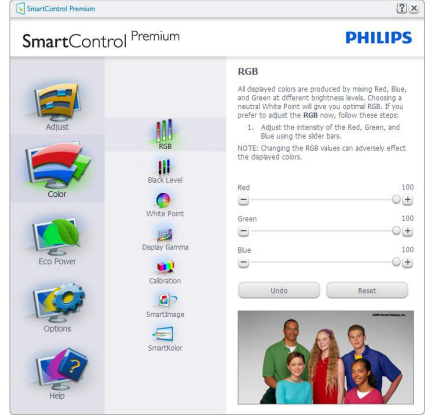 SmartControl Premium
SmartControl Premium
PHILIPS
Adjust
Color
Eco Power
Options
Help
RGB
Black Level
White Point
Display Gamma
Calibration
SmartImage
SmartKolor
RGB
All displayed colors are produced by mixing Red, Blue,
and Green at different brightness levels. Choosing a
neutral White Point will give you optimal RGB. If you
prefer to adjust the RGB now, follow these steps:
1. Adjust the intensty of the Red, Green, and
Blue using the slider bars.
NOTE: Changing the RGB values can adversely effect
the displayed colors.
Red 100
Green 100
Blue 100
Undo Reset